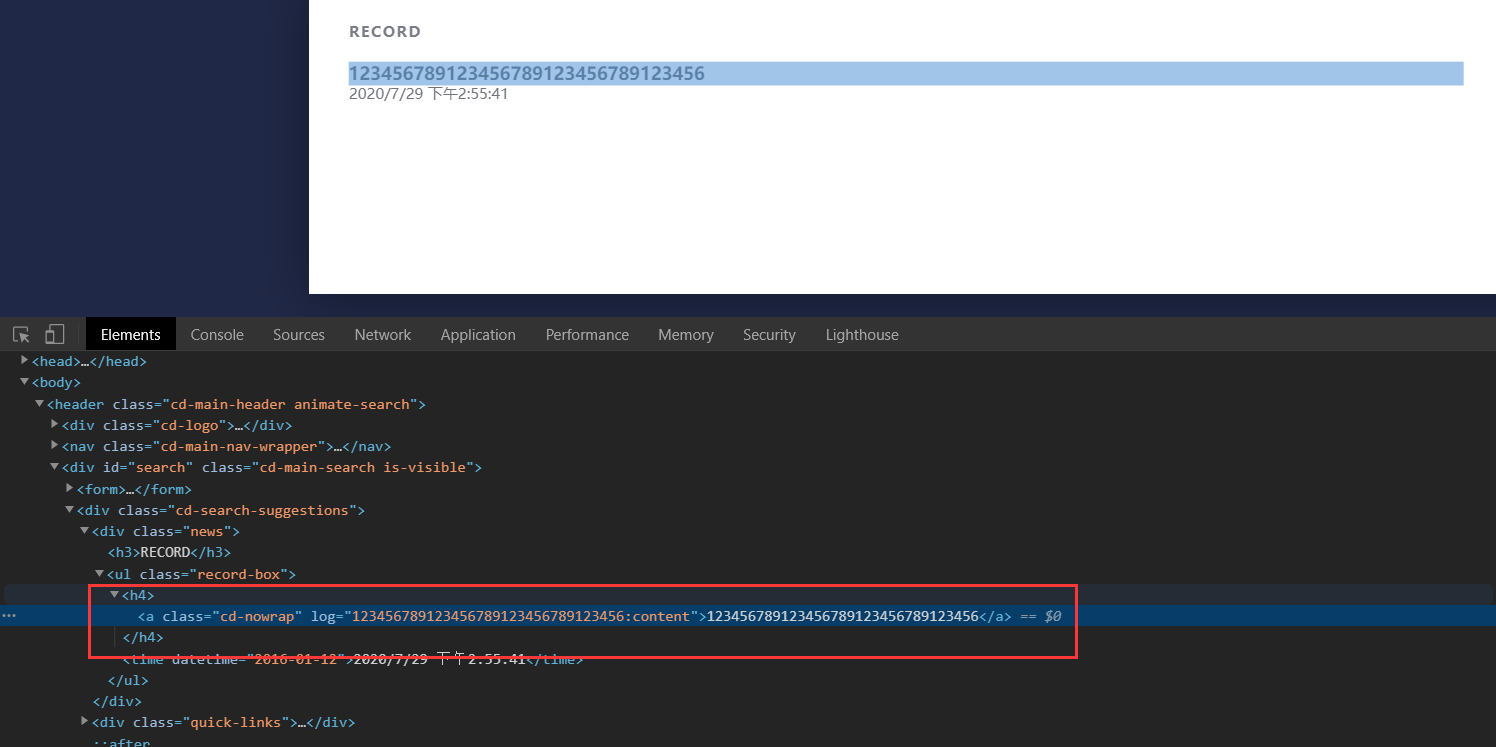 RECORD
123456789123456789123456789123456
2020/7/29 下午2:55:41
Elements Console Sources Network Application Performance Memory Security Lighthouse
<head>…</head>
<body>
<header class="cd-main-header animate-search">
<div class="cd-logo">…</div>
<nav class="cd-main-nav-wrapper">…</nav>
<div id="search" class="cd-main-search is-visible">
<form>…</form>
<div class="cd-search-suggestions">
<div class="news">
<h3>RECORD</h3>
<ul class="record-box">
<h4>
<a class="cd-nowrap" log="123456789123456789123456789123456:content">123456789123456789123456789123456</a> == $0
</h4>
<time datetime="2016-01-12">2020/7/29 下午2:55:41</time>
</ul>
</div>
<div class="quick-links">…</div>
::after